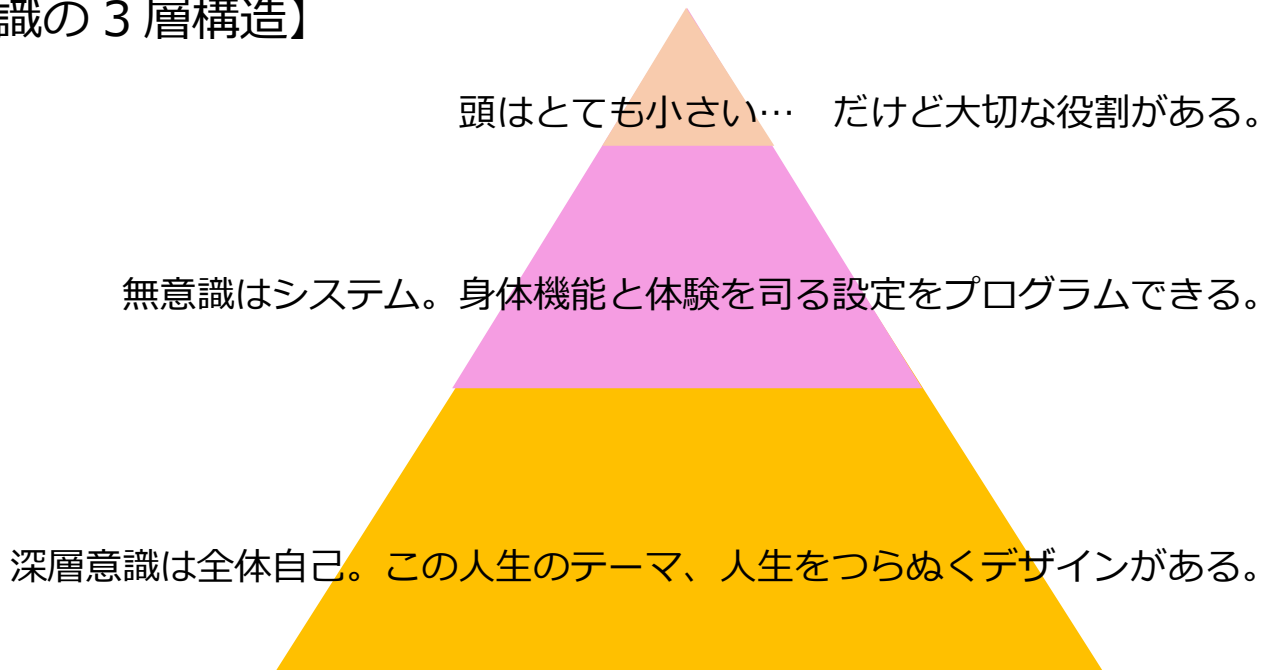 識の３層構造】
頭はとても小さい…　だけど大切な役割がある。
無意識はシステム。身体機能と体験を司る設定をプログラムできる。
深層意識は全体自己。この人生のテーマ、人生をつらぬくデザインがある。